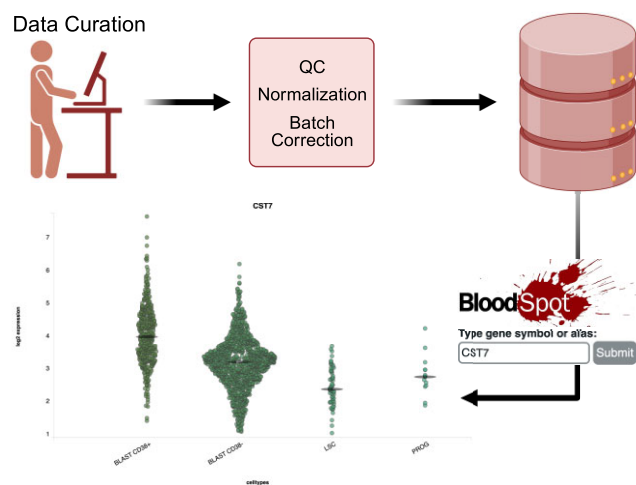 Data Curation
QC
Normalization
Batch
Correction
BloodSpot
Type gene symbol or alias:
CST7
Submit
CST7
log2 expression
7
6
5
4
3
2
1
BLAST CD38+
BLAST CD38-
LSC
PROG
celltypes